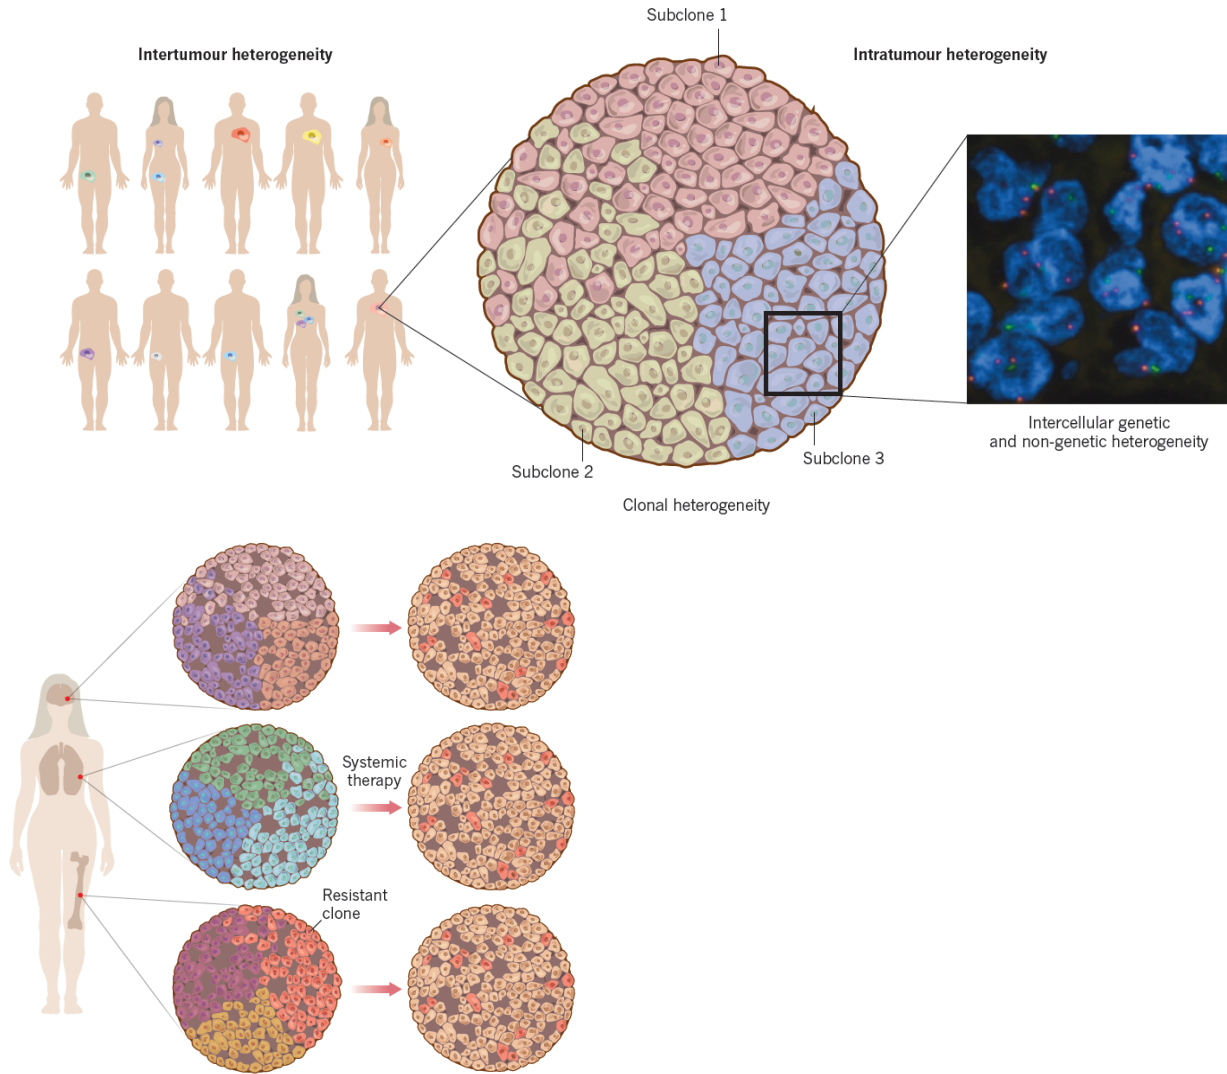 Subclone 1
Intertumour heterogeneity
Intratumour heterogeneity
Intercellular genetic
and non-genetic heterogeneity
Subclone 3
Subclone 2
Clonal heterogeneity
Systemic
therapy
Resistant
clone